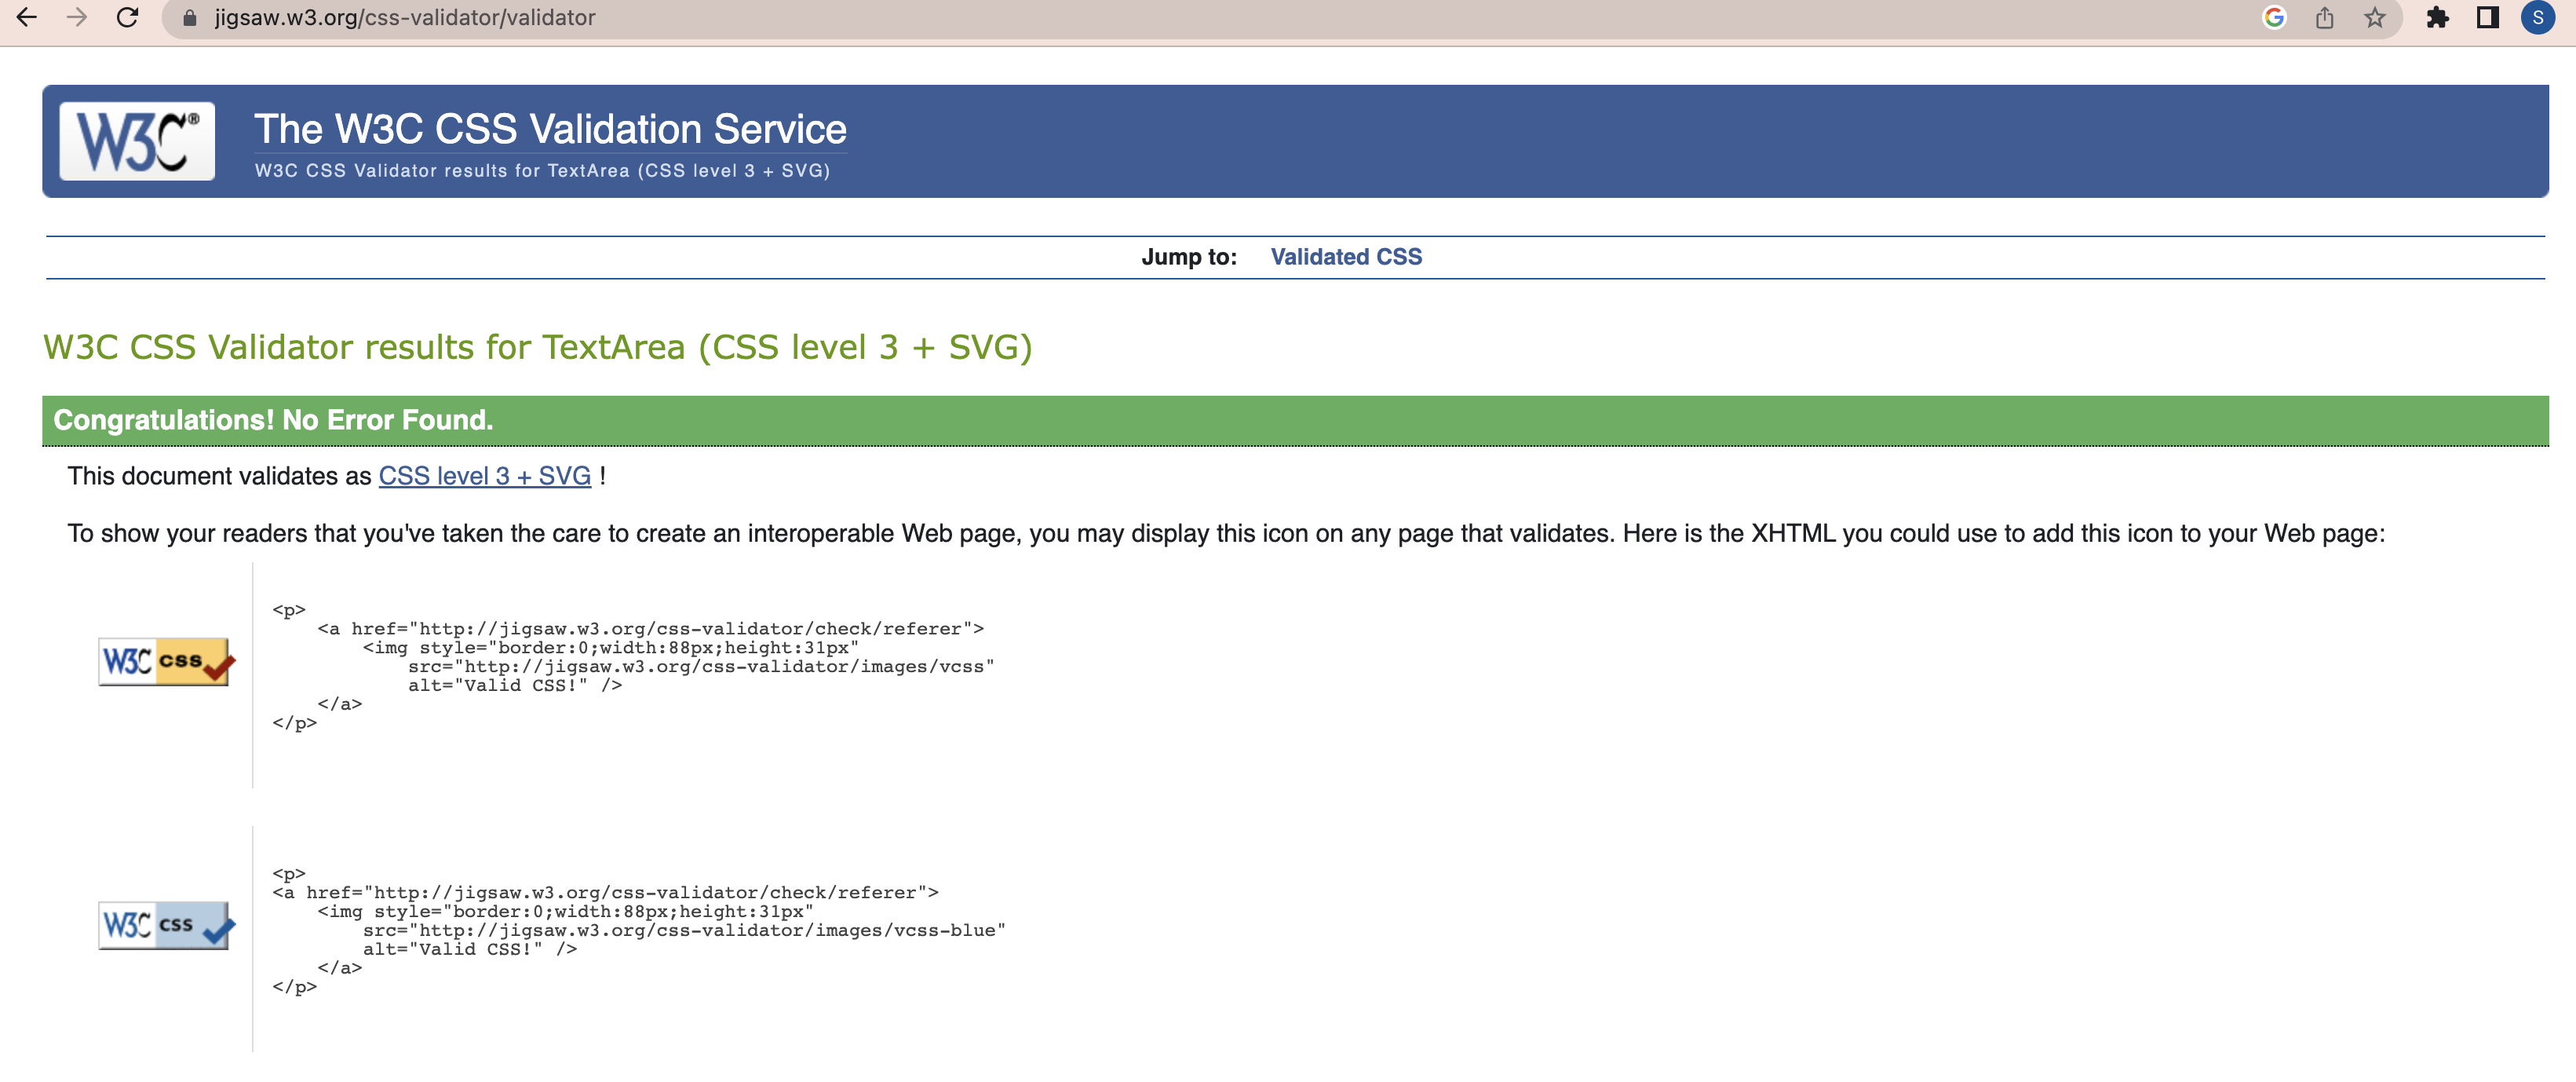 jigsaw.w3.org/css-validator/validator
S
W3C®
The W3C CSS Validation Service
W3C CSS Validator results for TextArea (CSS level 3 + SVG)
Jump to: Validated CSS
W3C CSS Validator results for TextArea (CSS level 3 + SVG)
Congratulations! No Error Found.
This document validates as CSS level 3 + SVG !
To show your readers that you've taken the care to create an interoperable Web page, you may display this icon on any page that validates. Here is the XHTML you could use to add this icon to your Web page:
W3C css
<p>
    <a href="http://jigsaw.w3.org/css-validator/check/referer">
        <img style="border:0;width:88px;height:31px"
            src="http://jigsaw.w3.org/css-validator/images/vcss"
            alt="Valid CSS!" />
    </a>
</p>
W3C css
<p>
<a href="http://jigsaw.w3.org/css-validator/check/referer">
    <img style="border:0;width:88px;height:31px"
        src="http://jigsaw.w3.org/css-validator/images/vcss-blue"
        alt="Valid CSS!" />
    </a>
</p>